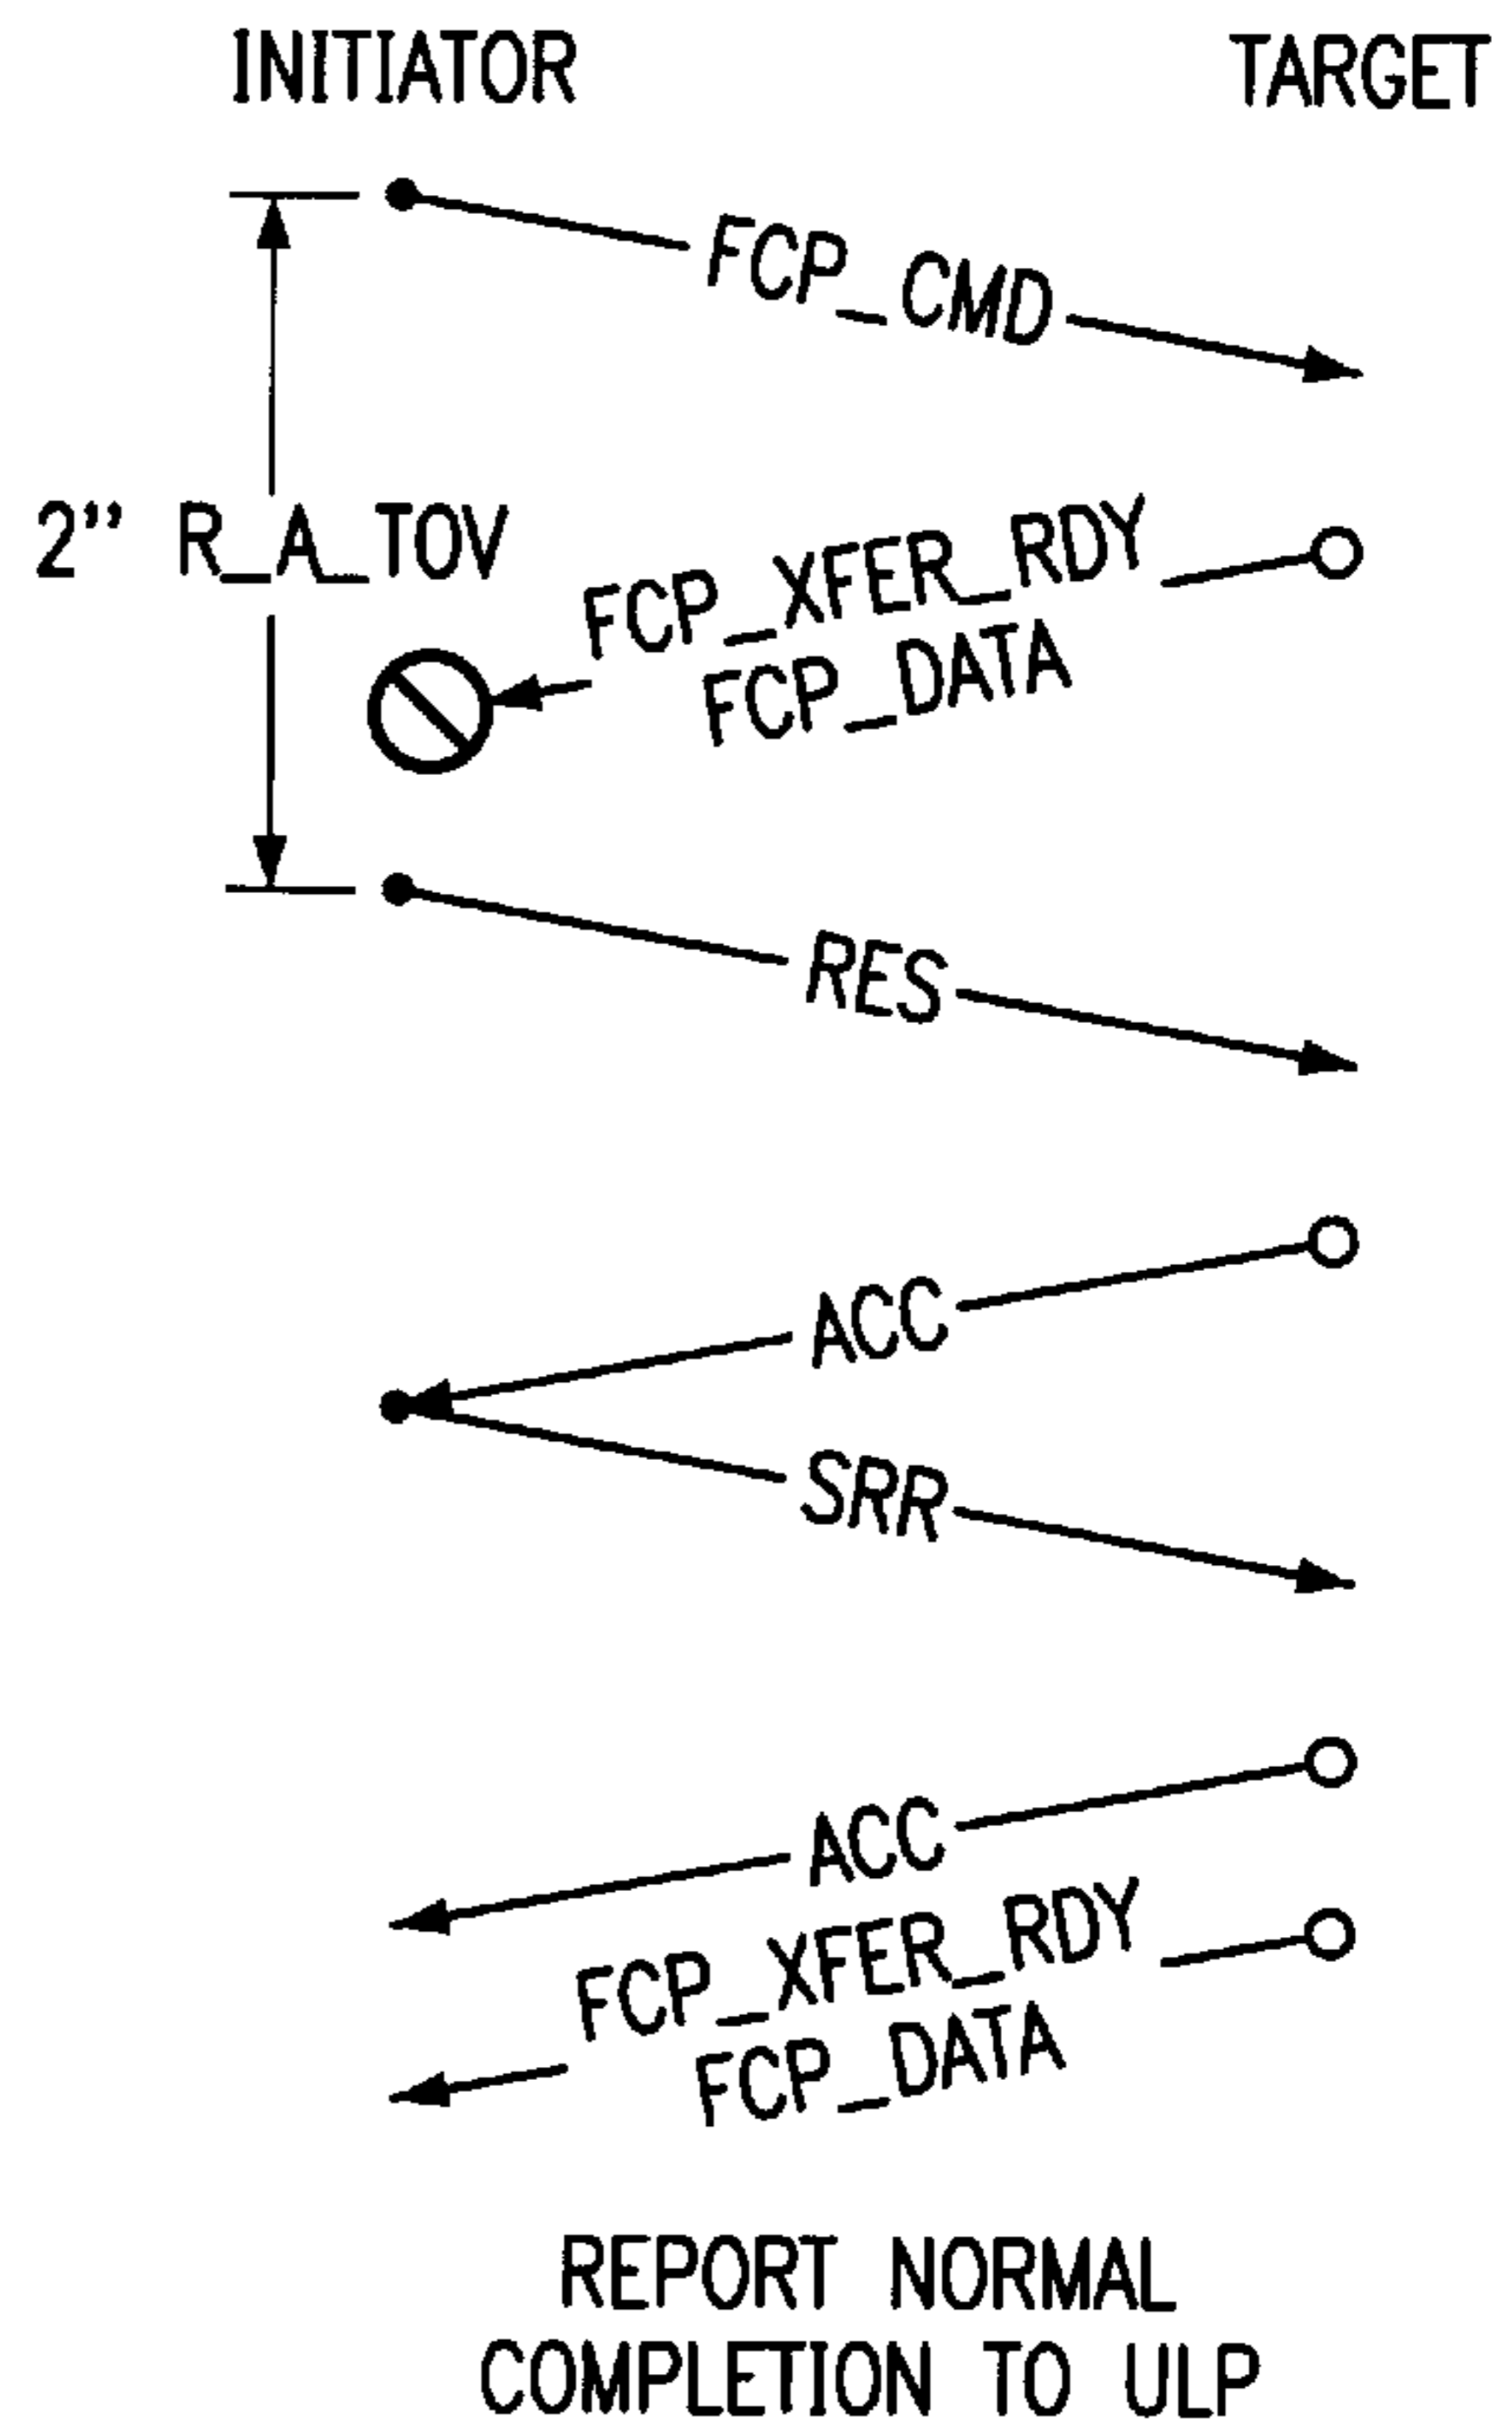 INITIATOR TARGET
FCP_CMD
2” R_A_TOV
FCP_XFER_RDY
FCP_DATA
RES
ACC
SRR
ACC
FCP_XFER_RDY
FCP_DATA
REPORT NORMAL
COMPLETION TO ULP